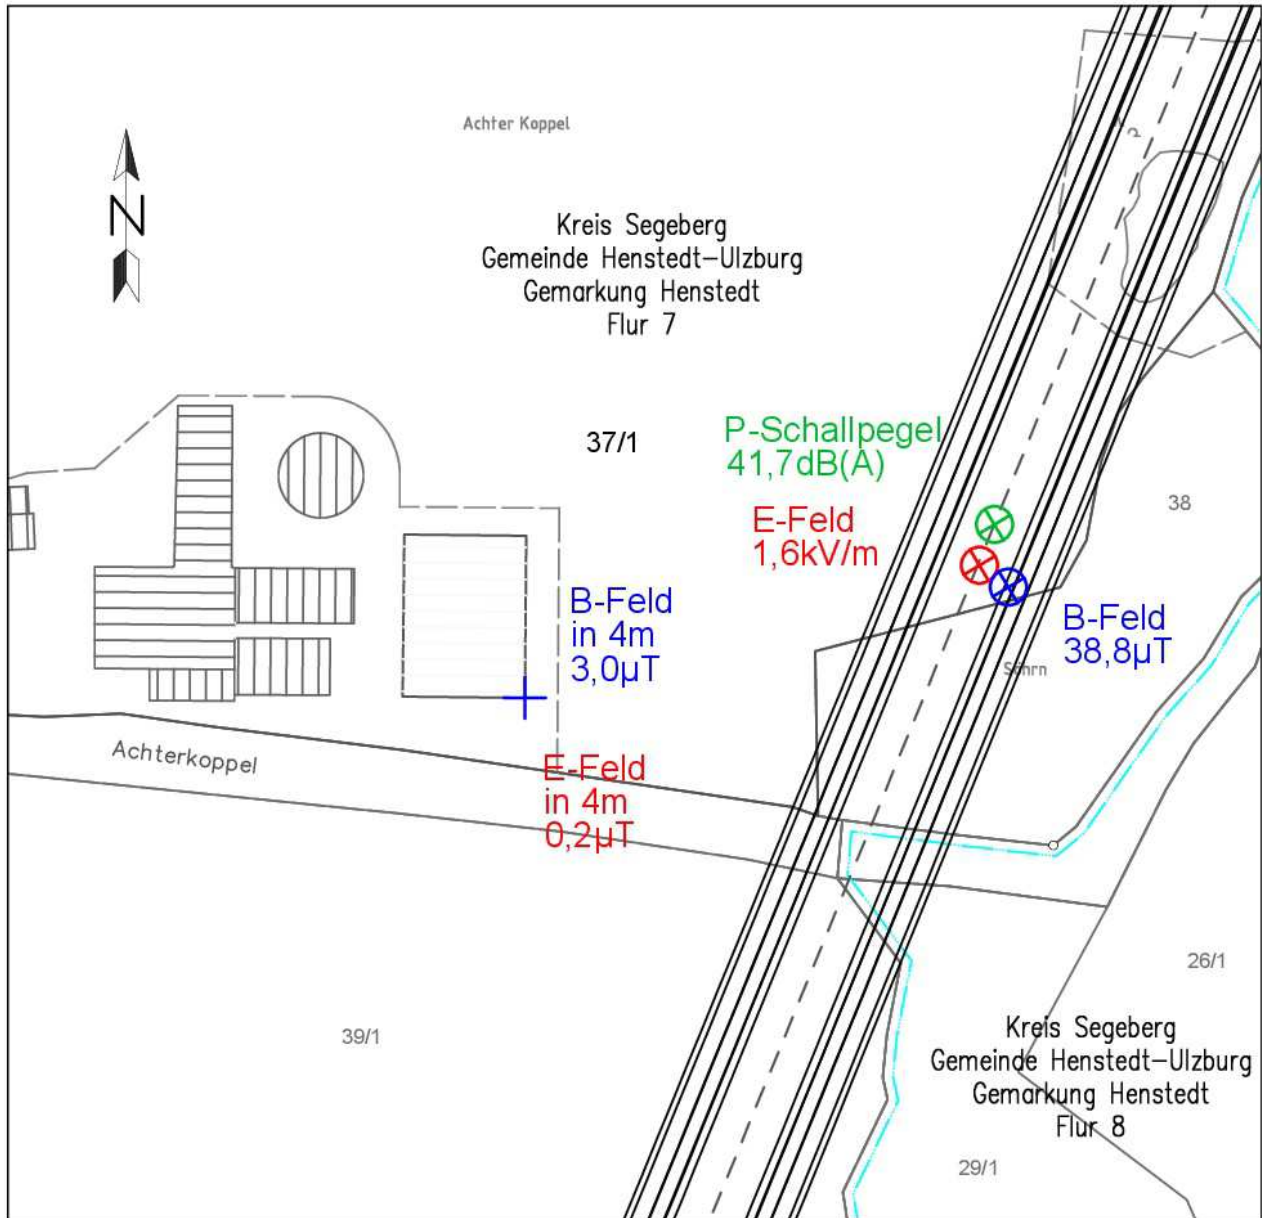 Achter Koppel
N
Kreis Segeberg
Gemeinde Henstedt-Ulzburg
Gemarkung Henstedt
Flur 7
37/1
P-Schallpegel
41,7dB(A)
E-Feld
1,6kV/m
38
B-Feld
in 4m
3,0µT
B-Feld
38,8µT
Achterkoppel
E-Feld
in 4m
0,2µT
39/1
26/1
Kreis Segeberg
Gemeinde Henstedt-Ulzburg
Gemarkung Henstedt
Flur 8
29/1